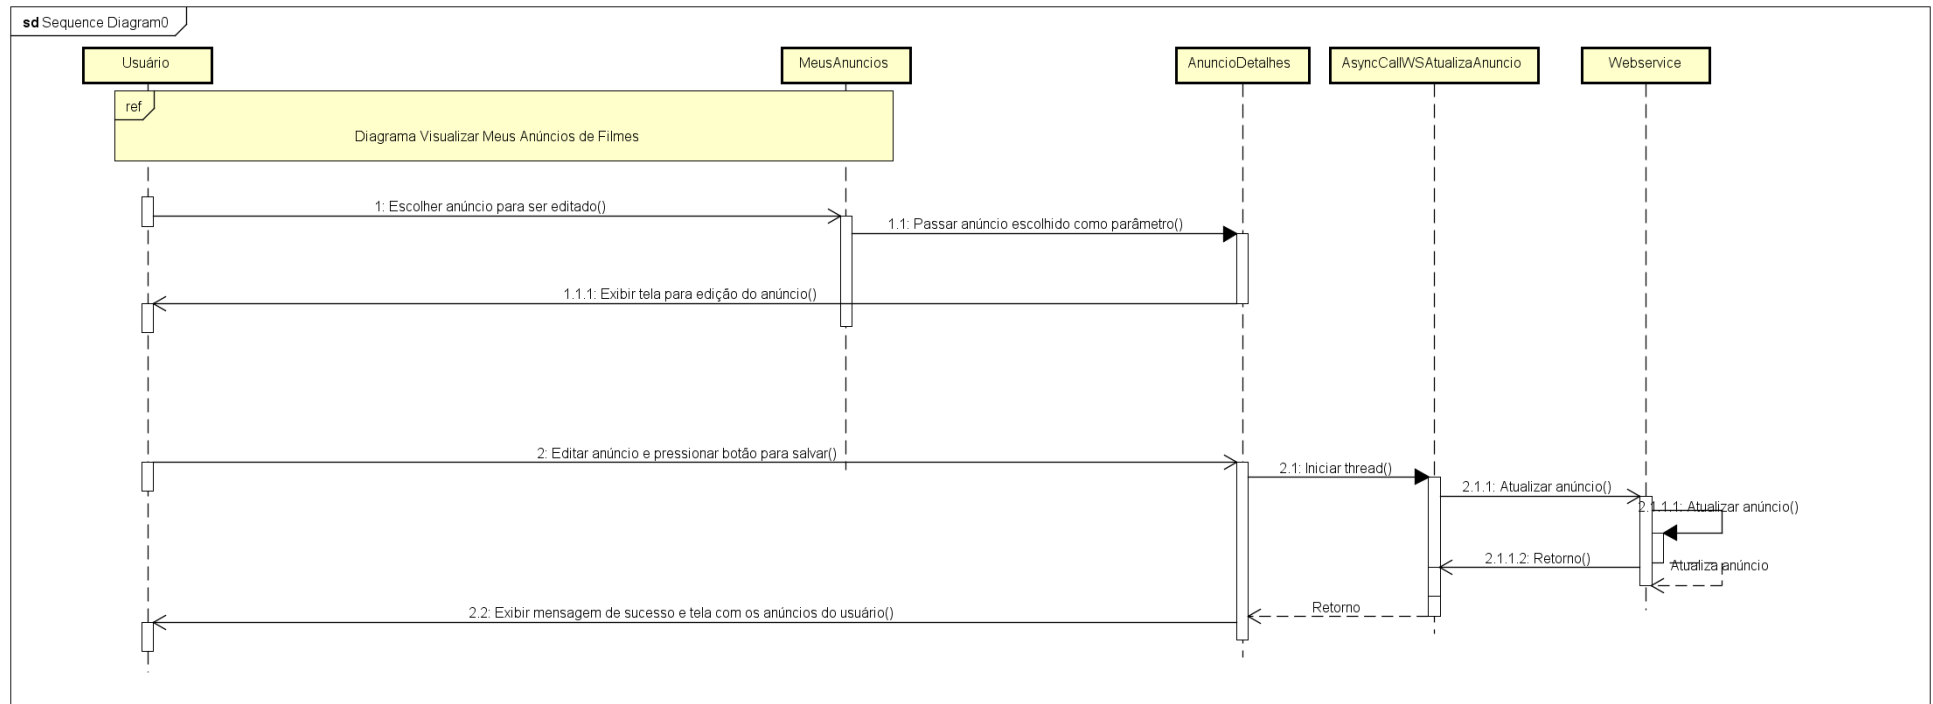 sd Sequence Diagram0
Usuário
MeusAnuncios
AnuncioDetalhes
AsyncCallWSAtualizaAnuncio
Webservice
ref
Diagrama Visualizar Meus Anúncios de Filmes
1: Escolher anúncio para ser editado()
1.1: Passar anúncio escolhido como parâmetro()
1.1.1: Exibir tela para edição do anúncio()
2: Editar anúncio e pressionar botão para salvar()
2.1: Iniciar thread()
2.1.1: Atualizar anúncio()
2.1.1.1: Atualizar anúncio()
2.1.1.2: Retorno()
Atualiza anúncio
Retorno
2.2: Exibir mensagem de sucesso e tela com os anúncios do usuário()